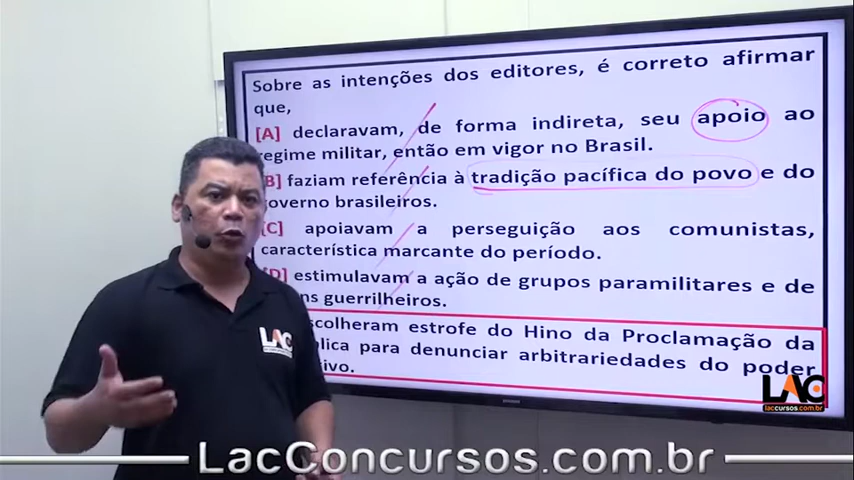 Sobre as intenções dos editores, é correto afirmar
que,
[A] declaravam, de forma indireta, seu apoio ao
regime militar, então em vigor no Brasil.
B] faziam referência à tradição pacífica do povo e do
governo brasileiros.
[C] apoiavam a perseguição aos comunistas,
característica marcante do período.
[D] estimulavam a ação de grupos paramilitares e de
guerrilheiros.
escolheram estrofe do Hino da Proclamação da
para denunciar arbitrariedades do poder
LAC
LAC
lacconcursos.com.br
LacConcursos.com.br